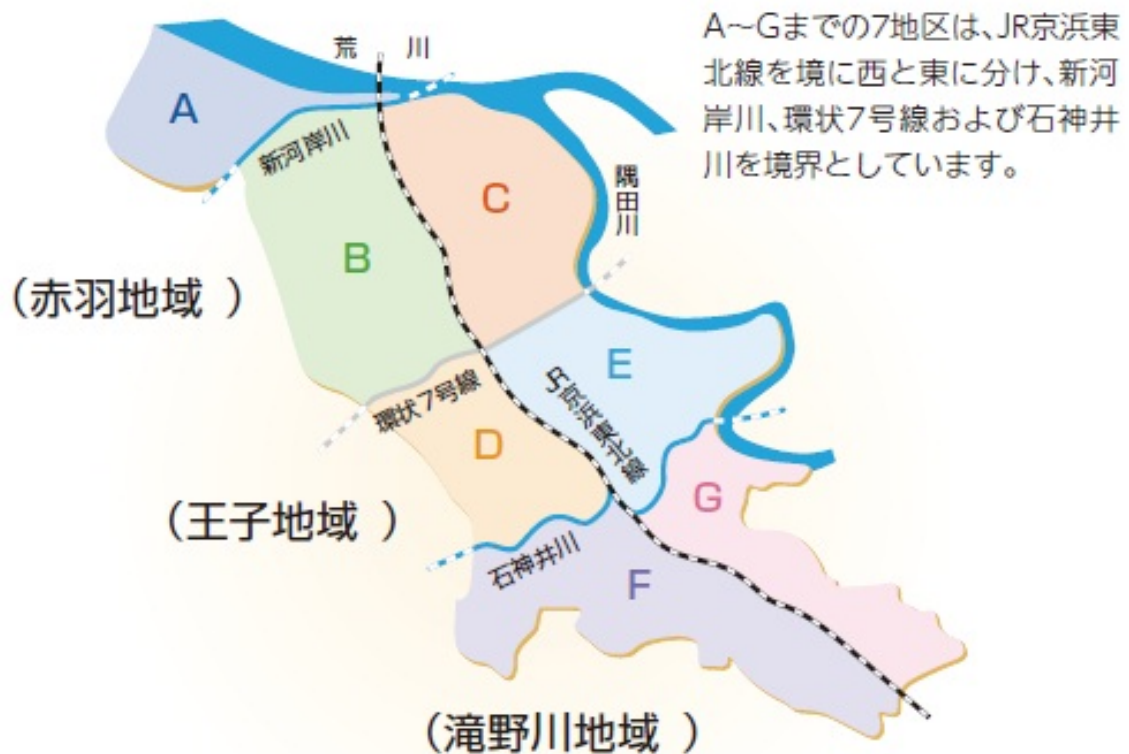 A～Gまでの7地区は、JR京浜東
北線を境に西と東に分け、新河
岸川、環状7号線および石神井
川を境界としています。
荒川
A
新河岸川
B
C
隅田川
（赤羽地域 ）
環状7号線
D
E
JR京浜東北線
（王子地域 ）
石神井川
F
G
（滝野川地域 ）